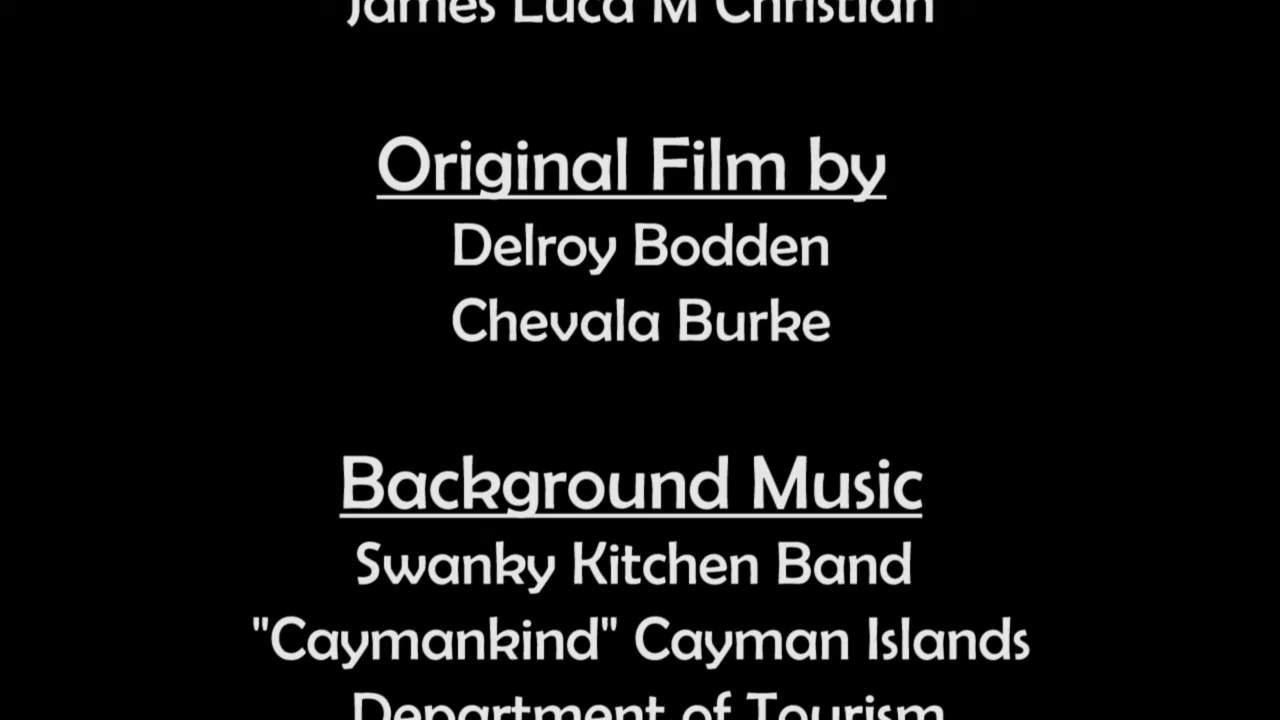 James Luca M Christian
Original Film by
Delroy Bodden
Chevala Burke
Background Music
Swanky Kitchen Band
"Caymankind" Cayman Islands
Department of Tourism